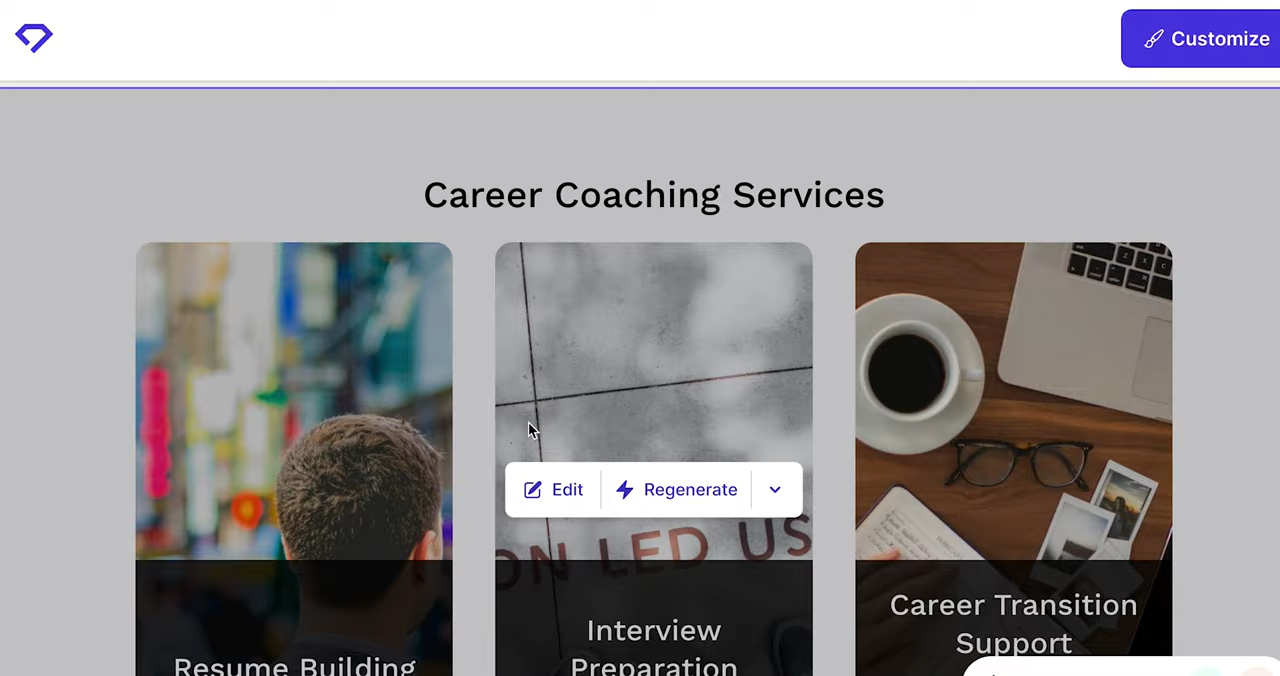 Customize
Career Coaching Services
Edit
Regenerate
ON LED US
Resume Building
Interview
Preparation
Career Transition
Support